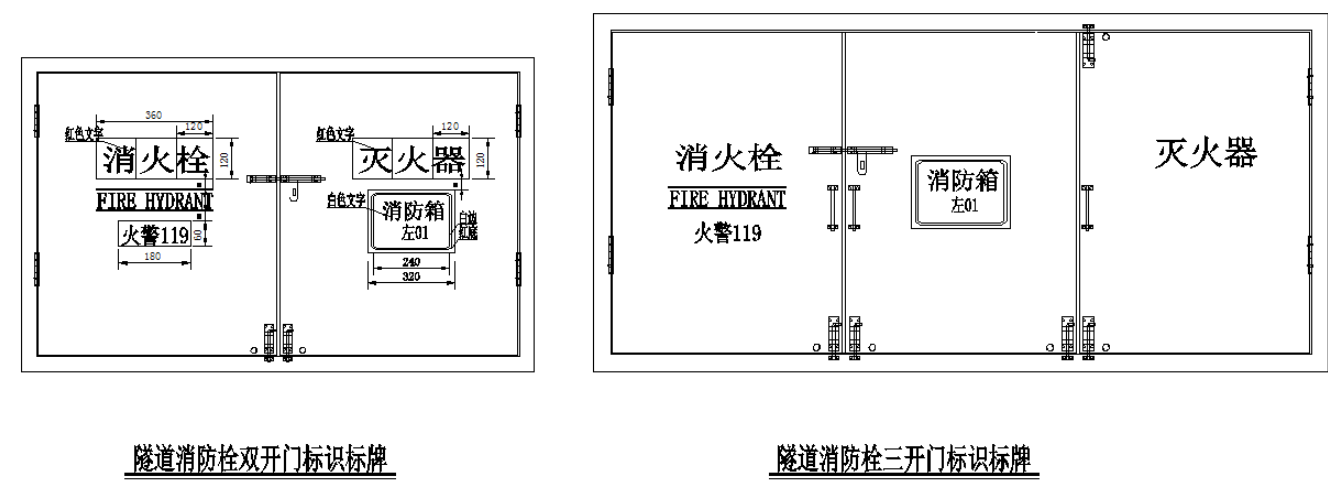 360
120
120
红色文字
红色文字
消火栓
120
灭火器
120
FIRE HYDRANT
白色文字
消防箱
左01
白边
红底
火警119
60
180
240
320
消火栓
FIRE HYDRANT
火警119
消防箱
左01
灭火器
隧道消防栓双开门标识标牌
隧道消防栓三开门标识标牌